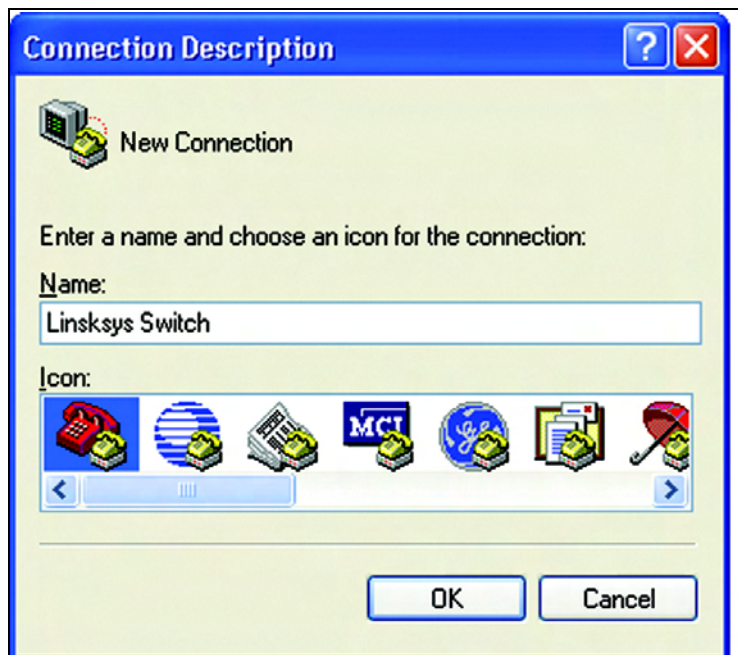 Connection Description
New Connection
Enter a name and choose an icon for the connection:
Name:
Linsksys Switch
Icon:
MCI
OK
Cancel